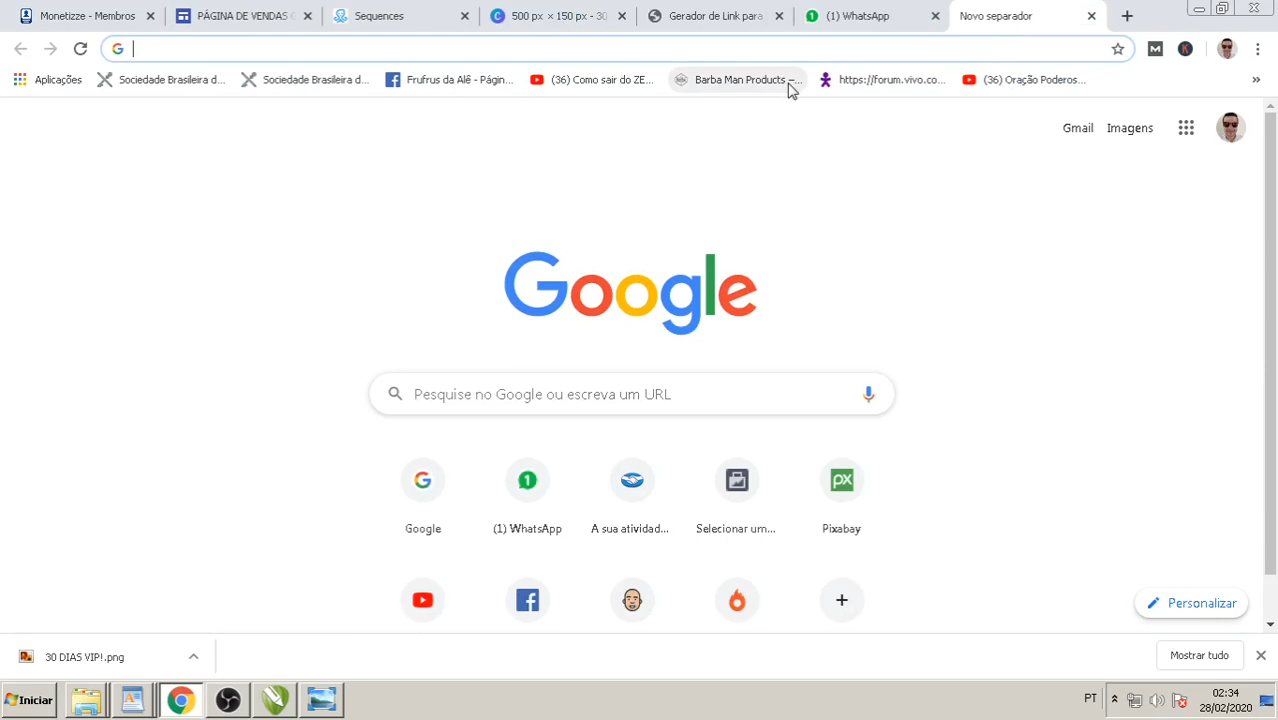 Monetizze - Membros
PÁGINA DE VENDAS
Sequences
500 px × 150 px - 30
Gerador de Link para
(1) WhatsApp
Novo separador
Aplicações
Sociedade Brasileira d...
Sociedade Brasileira d...
Frufrus da Alê - Págin...
(36) Como sair do ZE...
Barba Man Products –...
https://forum.vivo.co...
(36) Oração Poderos...
»
Gmail
Imagens
Google
Pesquise no Google ou escreva um URL
Google
(1) WhatsApp
A sua atividad...
Selecionar um...
Pixabay
Personalizar
30 DIAS VIP!.png
Mostrar tudo
Iniciar
PT
02:34
28/02/2020